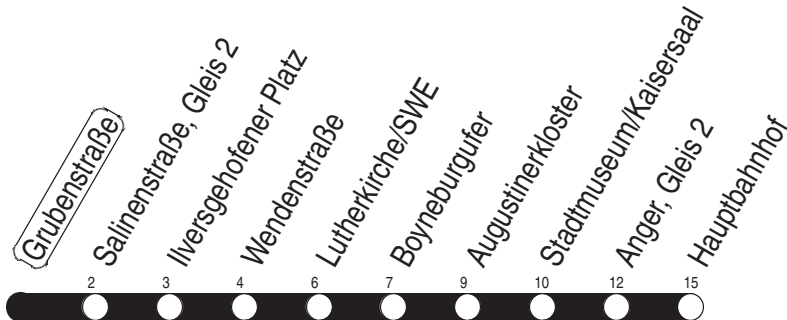 Grubenstraße
Salinenstraße, Gleis 2
Ilversgehofener Platz
Wendenstraße
Lutherkirche/SWE
Boyneburgufer
Augustinerkloster
Stadtmuseum/Kaisersaal
Anger, Gleis 2
Hauptbahnhof
2 3 4 6 7 9 10 12 15